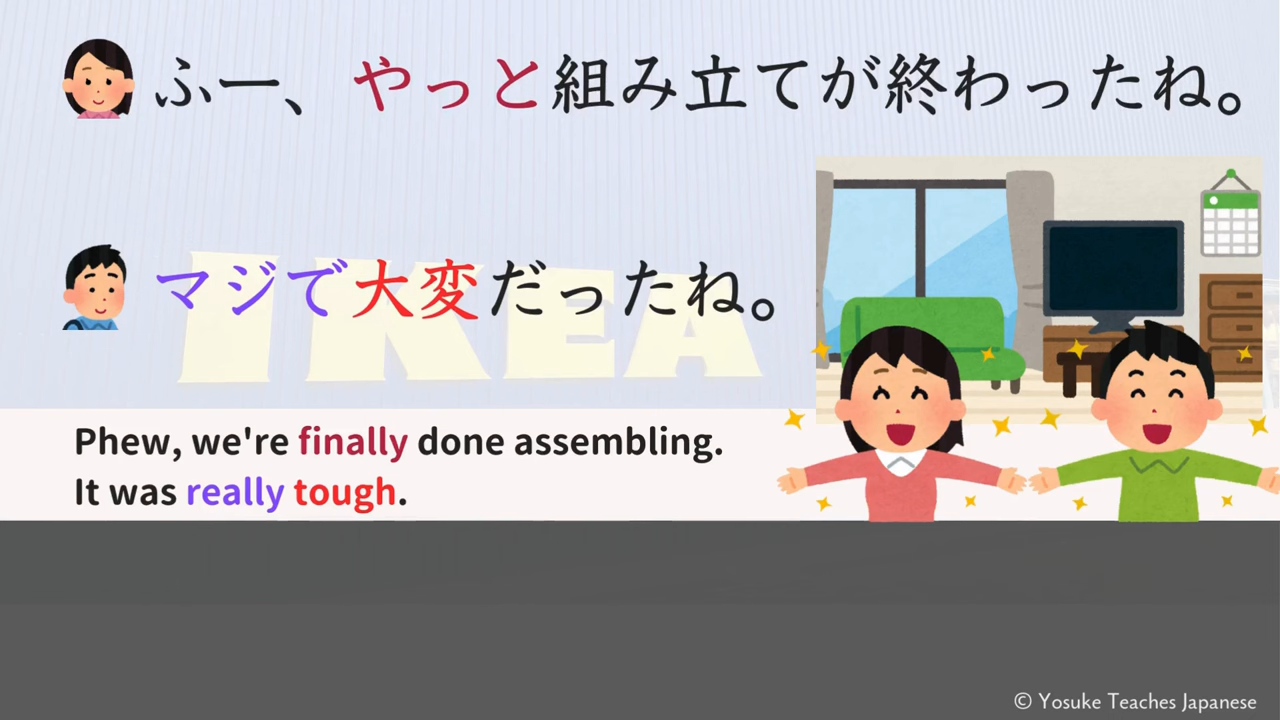 ふー、やっと組み立てが終わったね。
マジで大変だったね。
IKEA
Phew, we're finally done assembling.
It was really tough.
© Yosuke Teaches Japanese